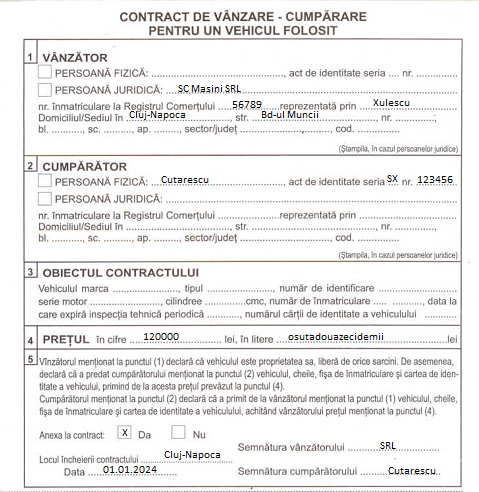 CONTRACT DE VÂNZARE - CUMPĂRARE
PENTRU UN VEHICUL FOLOSIT
1 VÂNZĂTOR
PERSOANĂ FIZICĂ: ........................................, act de identitate seria .... nr. ...............
PERSOANĂ JURIDICĂ: SC Masini SRL
nr. înmatriculare la Registrul Comerţului 56789 reprezentată prin Xulescu
Domiciliul/Sediul în Cluj-Napoca, str. Bd-ul Muncii, nr. ..............;
bl. ........., sc. ........, ap. ........, sector/judeţ ........................, cod. ..............
(Ştampila, în cazul persoanelor juridice)
2 CUMPĂRĂTOR
PERSOANĂ FIZICĂ: Cutarescu, act de identitate seria SX nr. 123456
PERSOANĂ JURIDICĂ: ........................................
nr. înmatriculare la Registrul Comerţului ................reprezentată prin ........................
Domiciliul/Sediul în ........................, str. ........................, nr. ..............,
bl. ........., sc. ........, ap. ........, sector/judeţ ........................, cod. ..............
(Ştampila, în cazul persoanelor juridice)
3 OBIECTUL CONTRACTULUI
Vehiculul marca ................, tipul ................, număr de identificare ........................
serie motor ................, cilindree ............cmc, număr de înmatriculare ..... .........., data la
care expiră inspecţia tehnică periodică ............, numărul cărţii de identitate a vehiculului ............
4 PREŢUL în cifre 120000 lei, în litere osutadouazecidemii lei
5 Vînzătorul menţionat la punctul (1) declară că vehiculul este proprietatea sa, liberă de orice sarcini. De asemenea,
declară că a predat cumpărătorului menţionat la punctul (2) vehiculul, cheile, fişa de înmatriculare şi cartea de iden-
titate a vehiculului, primind de la acesta preţul prevăzut la punctul (4).
Cumpărătorul menţionat la punctul (2) declară că a primit de la vânzătorul menţionat la punctul (1) vehiculul, cheile,
fişa de înmatriculare şi cartea de identitate a vehiculului, achitând vânzătorului preţul menţionat la punctul (4).
Anexa la contract: X Da Nu
Semnătura vânzătorului SRL
Locul încheierii contractului Cluj-Napoca
Data 01.01.2024 Semnătura cumpărătorului Cutarescu